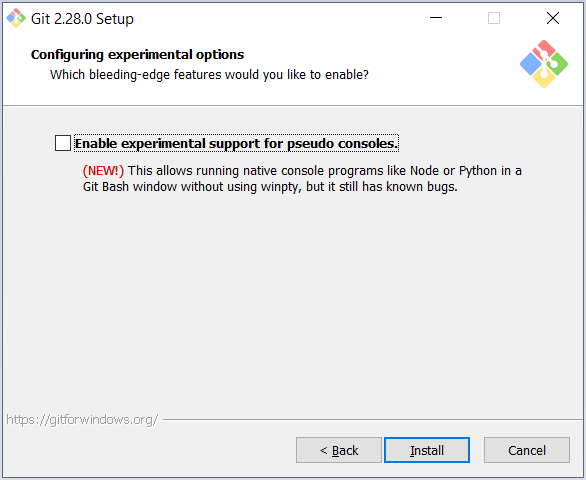 Git 2.28.0 Setup
Configuring experimental options
Which bleeding-edge features would you like to enable?
Enable experimental support for pseudo consoles.
(NEW!) This allows running native console programs like Node or Python in a
Git Bash window without using winpty, but it still has known bugs.
https://gitforwindows.org/
< Back
Install
Cancel